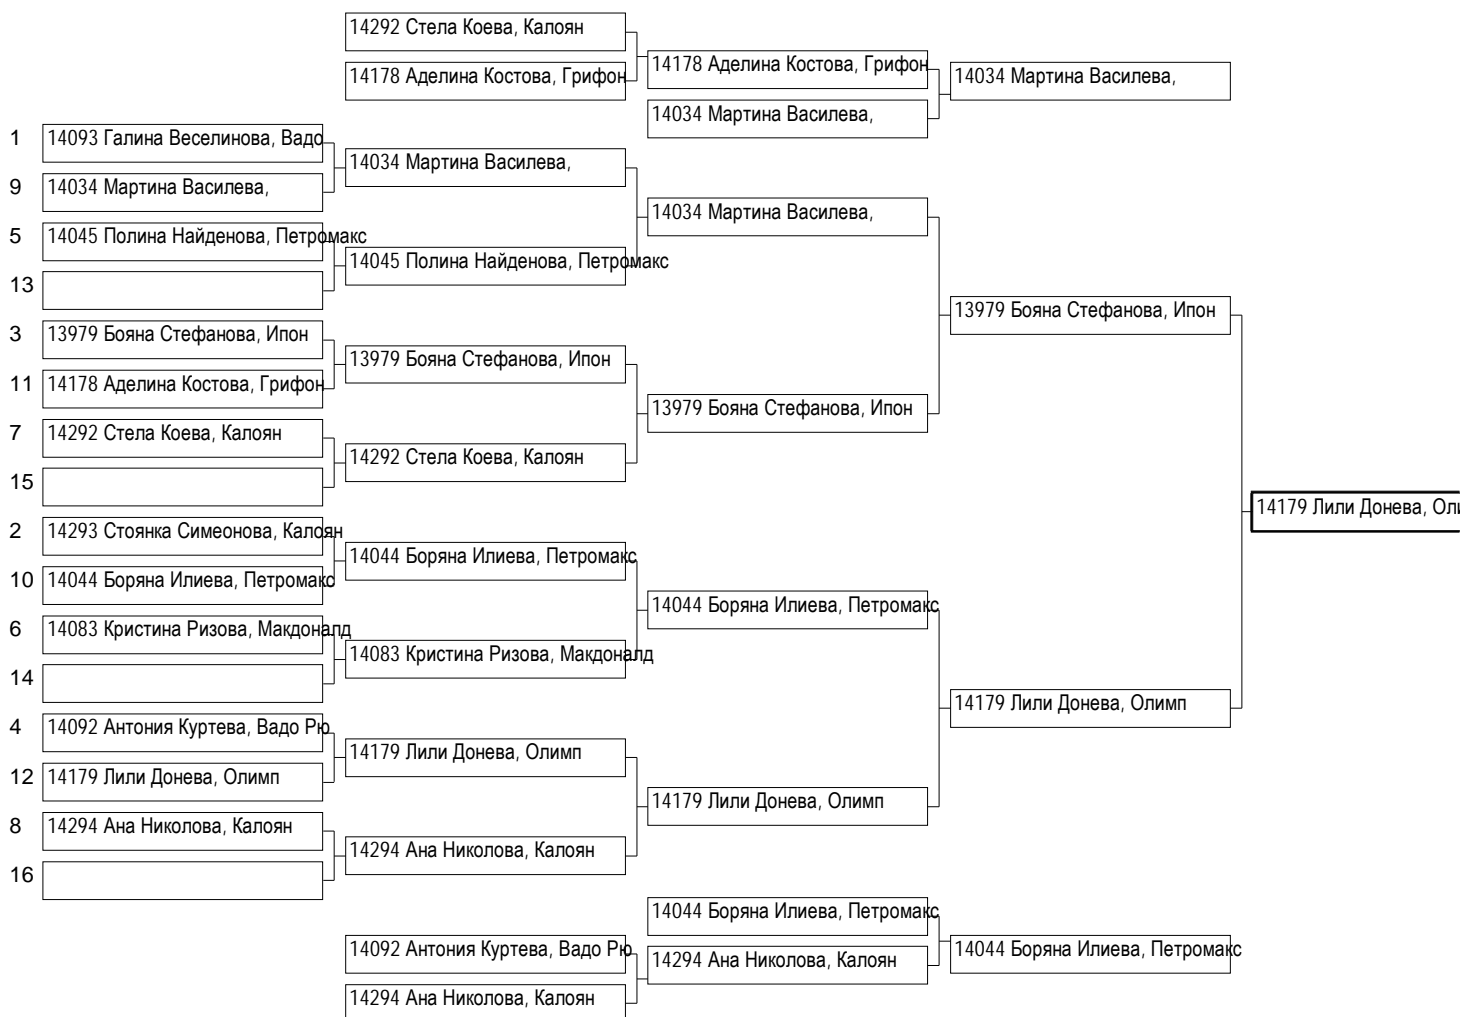 14292 Стела Коева, Калоян
14178 Аделина Костова, Грифон
14178 Аделина Костова, Грифон
14034 Мартина Василева,
14034 Мартина Василева,
1 14093 Галина Веселинова, Вадо
14034 Мартина Василева,
9 14034 Мартина Василева,
14034 Мартина Василева,
5 14045 Полина Найденова, Петромакс
14045 Полина Найденова, Петромакс
13
13979 Бояна Стефанова, Ипон
3 13979 Бояна Стефанова, Ипон
13979 Бояна Стефанова, Ипон
11 14178 Аделина Костова, Грифон
13979 Бояна Стефанова, Ипон
7 14292 Стела Коева, Калоян
14292 Стела Коева, Калоян
15
14179 Лили Донева,
2 14293 Стоянка Симеонова, Калоян
14044 Боряна Илиева, Петромакс
10 14044 Боряна Илиева, Петромакс
14044 Боряна Илиева, Петромакс
6 14083 Кристина Ризова, Макдоналд
14083 Кристина Ризова, Макдоналд
14
14179 Лили Донева, Олимп
4 14092 Антония Куртева, Вадо Рю
14179 Лили Донева, Олимп
12 14179 Лили Донева, Олимп
14179 Лили Донева, Олимп
8 14294 Ана Николова, Калоян
14294 Ана Николова, Калоян
16
14044 Боряна Илиева, Петромакс
14092 Антония Куртева, Вадо Рю
14294 Ана Николова, Калоян
14044 Боряна Илиева, Петромакс
14294 Ана Николова, Калоян